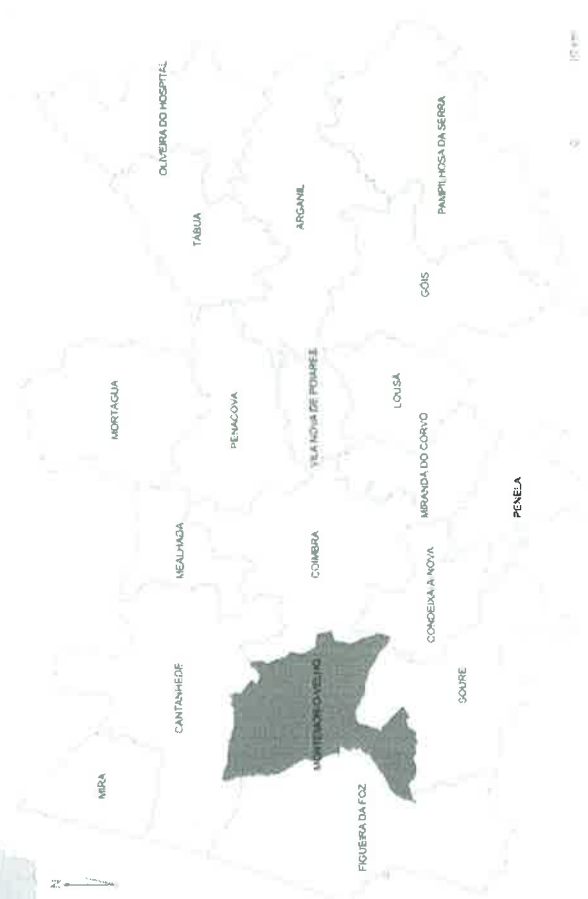 OLIVEIRA DO HOSPITAL
MORTÁGUA
TÁBUA
MIRA
MEALHADA
PENACOVA
CANTANHEDE
ARGANIL
VILA NOVA DE POIARES
COIMBRA
MONTEMOR-O-VELHO
PAMPILHOSA DA SERRA
GÓIS
LOUSÃ
MIRANDA DO CORVO
CONDEIXA-A-NOVA
FIGUEIRA DA FOZ
SOURE
PENELA
N
0